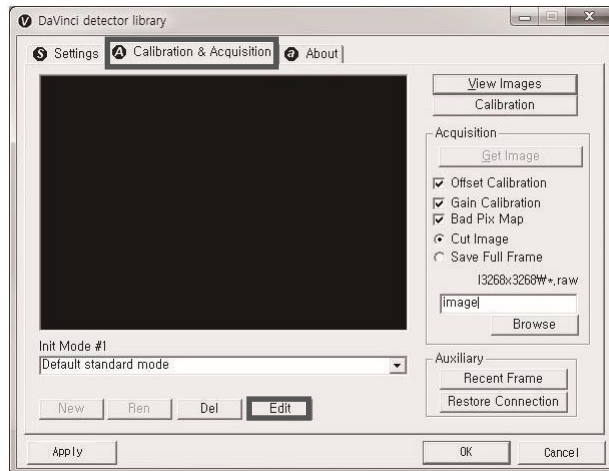 DaVinci detector library
Settings
Calibration & Acquisition
About
View Images
Calibration
Acquisition
Get Image
Offset Calibration
Gain Calibration
Bad Pix Map
Cut Image
Save Full Frame
I3268x3268₩*,raw
image
Browse
Init Mode #1
Default standard mode
New
Ren
Del
Edit
Auxiliary
Recent Frame
Restore Connection
Apply
OK
Cancel